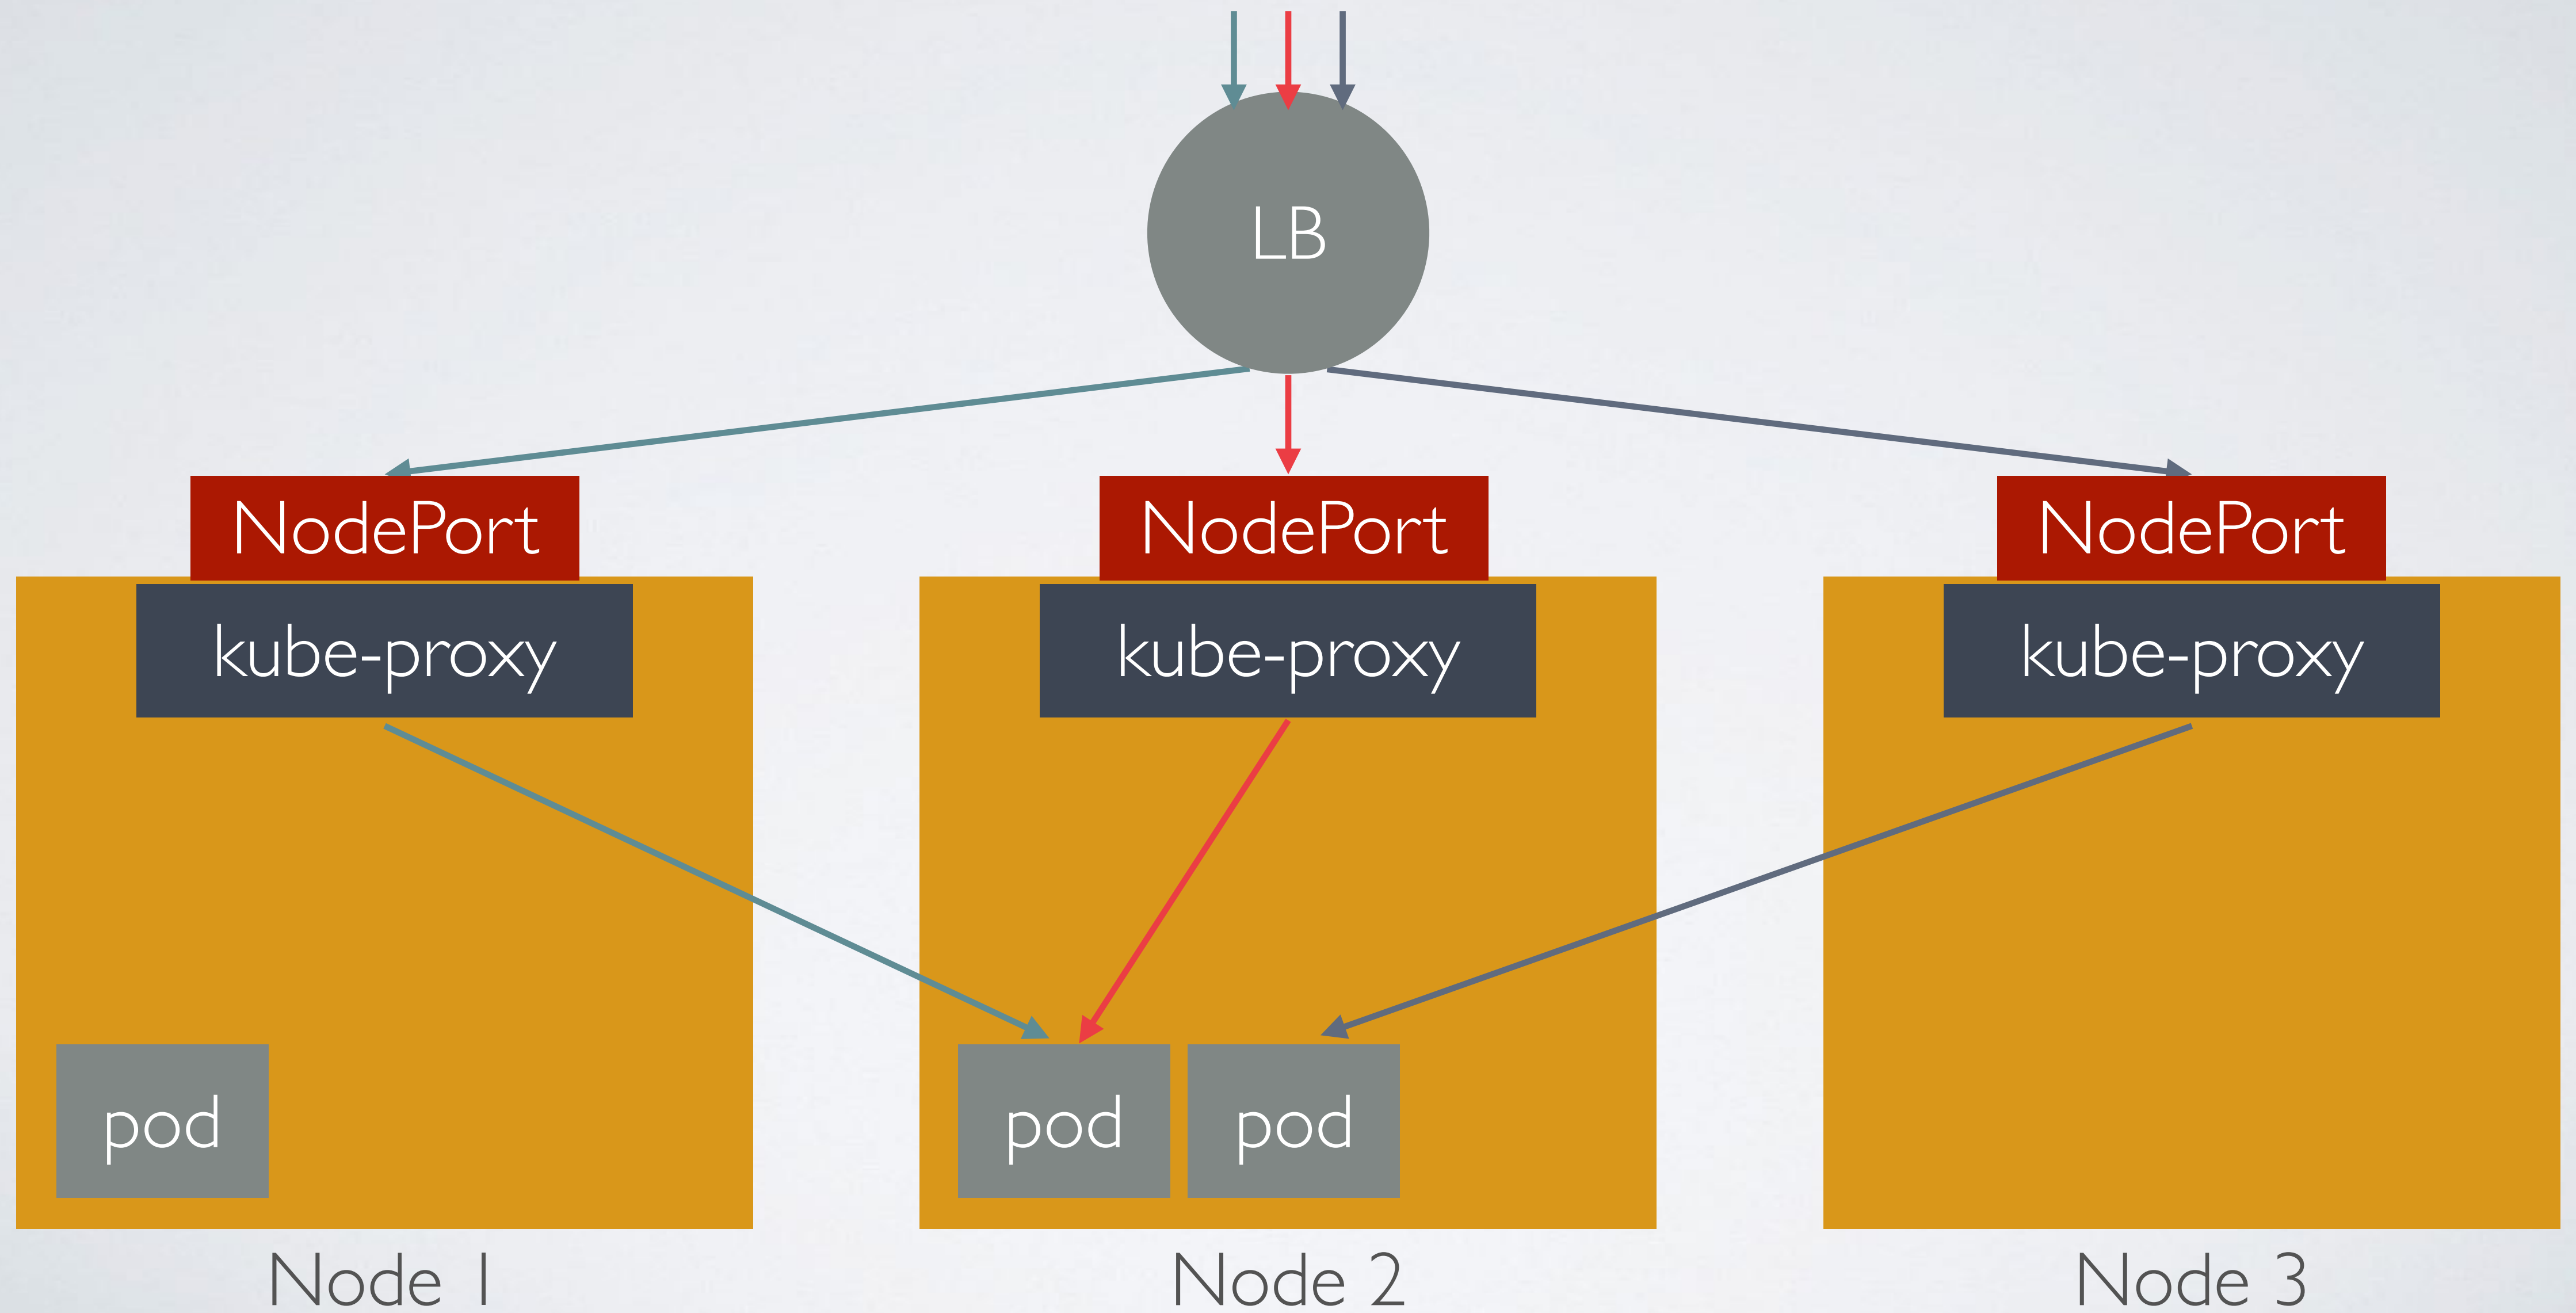 LB
NodePort
NodePort
NodePort
kube-proxy
kube-proxy
kube-proxy
pod
pod
pod
Node 1
Node 2
Node 3